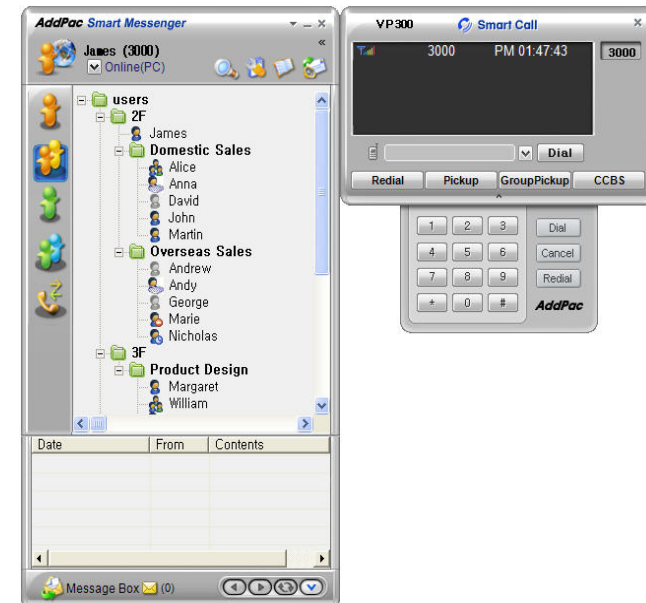 AddPac Smart Messenger
James (3000)
Online(PC)
users
2F
James
Domestic Sales
Alice
Anna
David
John
Martin
Overseas Sales
Andrew
Andy
George
Marie
Nicholas
3F
Product Design
Margaret
William
Date From Contents
Message Box (0)
VP300 Smart Call
3000 PM 01:47:43 3000
Dial
Redial Pickup GroupPickup CCBS
1 2 3 Dial
4 5 6 Cancel
7 8 9 Redial
* 0 # AddPac